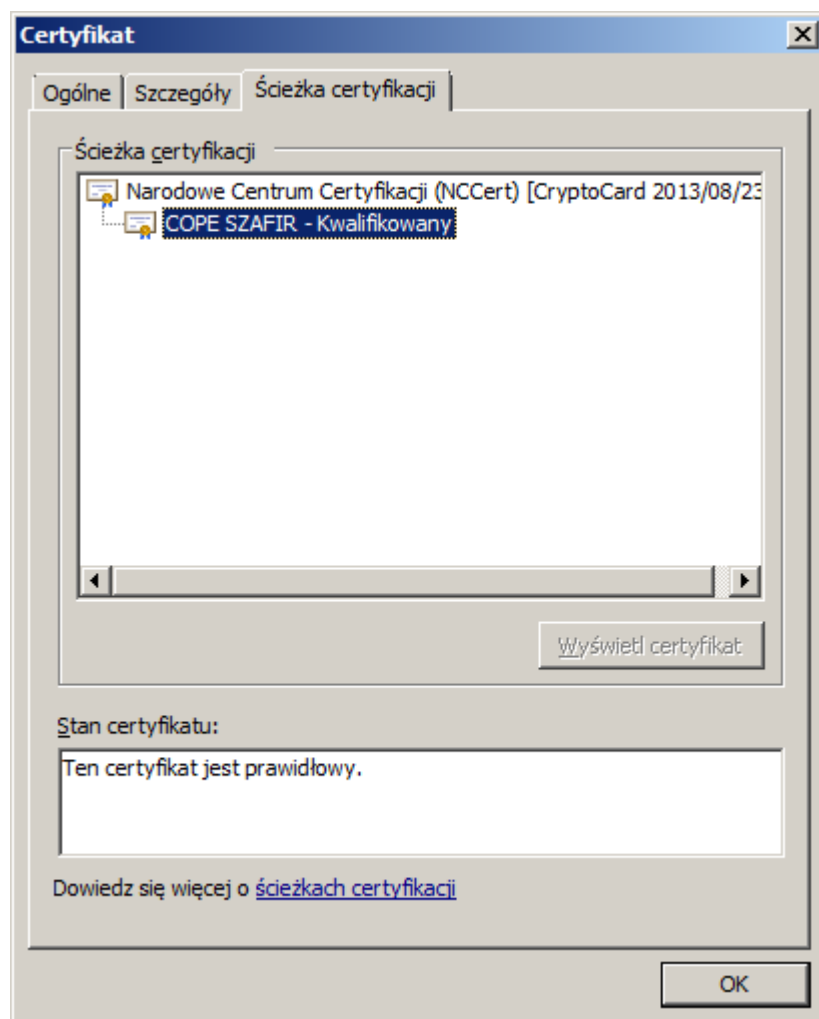 Certyfikat
Ogólne Szczegóły Ścieżka certyfikacji
Ścieżka certyfikacji
Narodowe Centrum Certyfikacji (NCCert) [CryptoCard 2013/08/23
COPE SZAFIR - Kwalifikowany
Wyświetl certyfikat
Stan certyfikatu:
Ten certyfikat jest prawidłowy.
Dowiedz się więcej o ścieżkach certyfikacji
OK